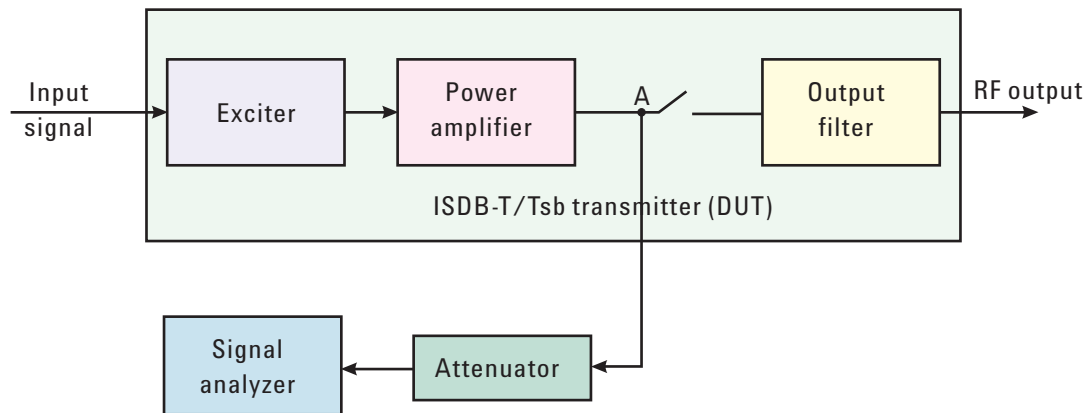 Input
signal
Exciter
Power
amplifier
A
Output
filter
RF output
ISDB-T/Tsb transmitter (DUT)
Signal
analyzer
Attenuator